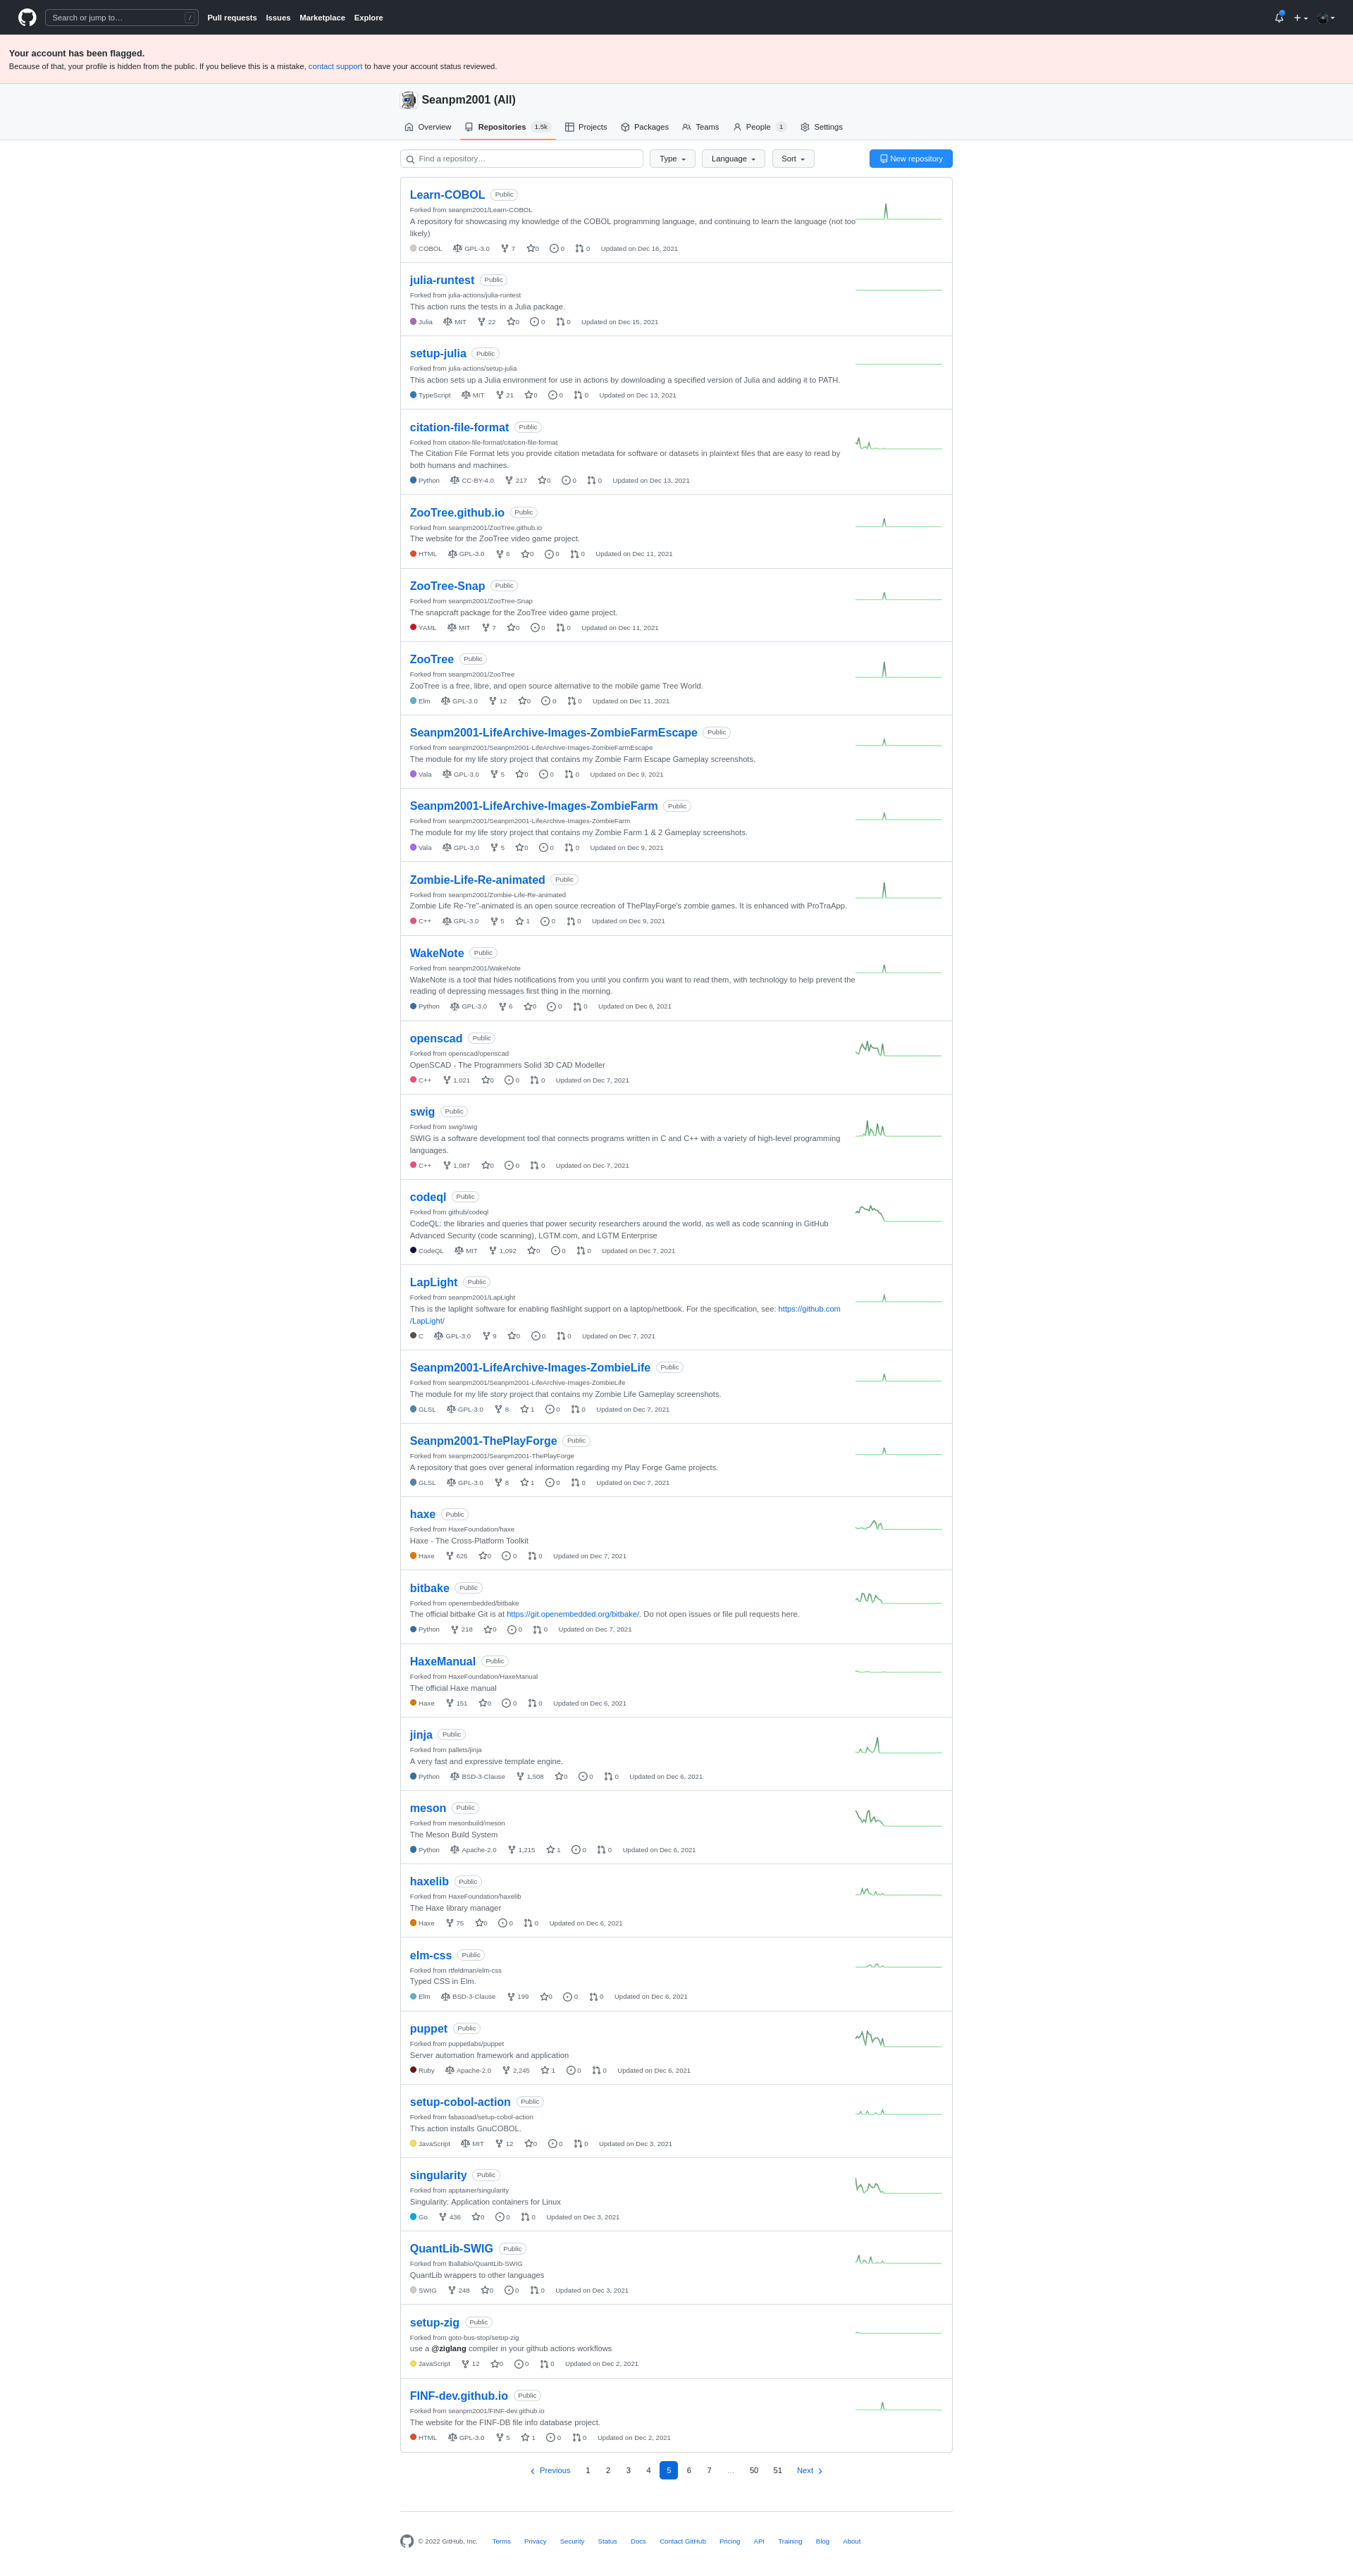 Search or jump to… /
Pull requests Issues Marketplace Explore
Your account has been flagged.
Because of that, your profile is hidden from the public. If you believe this is a mistake, contact support to have your account status reviewed.
Seanpm2001 (All)
Overview Repositories 1.5k Projects Packages Teams People 1 Settings
Find a repository… Type Language Sort New repository
Learn-COBOL Public
Forked from seanpm2001/Learn-COBOL
A repository for showcasing my knowledge of the COBOL programming language, and continuing to learn the language (not too
likely)
COBOL GPL-3.0 7 0 0 0 Updated on Dec 16, 2021
julia-runtest Public
Forked from julia-actions/julia-runtest
This action runs the tests in a Julia package.
Julia MIT 22 0 0 0 Updated on Dec 15, 2021
setup-julia Public
Forked from julia-actions/setup-julia
This action sets up a Julia environment for use in actions by downloading a specified version of Julia and adding it to PATH.
TypeScript MIT 21 0 0 0 Updated on Dec 13, 2021
citation-file-format Public
Forked from citation-file-format/citation-file-format
The Citation File Format lets you provide citation metadata for software or datasets in plaintext files that are easy to read by
both humans and machines.
Python CC-BY-4.0 217 0 0 0 Updated on Dec 13, 2021
ZooTree.github.io Public
Forked from seanpm2001/ZooTree.github.io
The website for the ZooTree video game project.
HTML GPL-3.0 6 0 0 0 Updated on Dec 11, 2021
ZooTree-Snap Public
Forked from seanpm2001/ZooTree-Snap
The snapcraft package for the ZooTree video game project.
YAML MIT 7 0 0 0 Updated on Dec 11, 2021
ZooTree Public
Forked from seanpm2001/ZooTree
ZooTree is a free, libre, and open source alternative to the mobile game Tree World.
Elm GPL-3.0 12 0 0 0 Updated on Dec 11, 2021
Seanpm2001-LifeArchive-Images-ZombieFarmEscape Public
Forked from seanpm2001/Seanpm2001-LifeArchive-Images-ZombieFarmEscape
The module for my life story project that contains my Zombie Farm Escape Gameplay screenshots.
Vala GPL-3.0 5 0 0 0 Updated on Dec 9, 2021
Seanpm2001-LifeArchive-Images-ZombieFarm Public
Forked from seanpm2001/Seanpm2001-LifeArchive-Images-ZombieFarm
The module for my life story project that contains my Zombie Farm 1 & 2 Gameplay screenshots.
Vala GPL-3.0 5 0 0 0 Updated on Dec 9, 2021
Zombie-Life-Re-animated Public
Forked from seanpm2001/Zombie-Life-Re-animated
Zombie Life Re-"re"-animated is an open source recreation of ThePlayForge's zombie games. It is enhanced with ProTraApp.
C++ GPL-3.0 5 1 0 0 Updated on Dec 9, 2021
WakeNote Public
Forked from seanpm2001/WakeNote
WakeNote is a tool that hides notifications from you until you confirm you want to read them, with technology to help prevent the
reading of depressing messages first thing in the morning.
Python GPL-3.0 6 0 0 0 Updated on Dec 8, 2021
openscad Public
Forked from openscad/openscad
OpenSCAD - The Programmers Solid 3D CAD Modeller
C++ 1,021 0 0 0 Updated on Dec 7, 2021
swig Public
Forked from swig/swig
SWIG is a software development tool that connects programs written in C and C++ with a variety of high-level programming
languages.
C++ 1,087 0 0 0 Updated on Dec 7, 2021
codeql Public
Forked from github/codeql
CodeQL: the libraries and queries that power security researchers around the world, as well as code scanning in GitHub
Advanced Security (code scanning), LGTM.com, and LGTM Enterprise
CodeQL MIT 1,092 0 0 0 Updated on Dec 7, 2021
LapLight Public
Forked from seanpm2001/LapLight
This is the laplight software for enabling flashlight support on a laptop/netbook. For the specification, see: https://github.com
/LapLight/
C GPL-3.0 9 0 0 0 Updated on Dec 7, 2021
Seanpm2001-LifeArchive-Images-ZombieLife Public
Forked from seanpm2001/Seanpm2001-LifeArchive-Images-ZombieLife
The module for my life story project that contains my Zombie Life Gameplay screenshots.
GLSL GPL-3.0 8 1 0 0 Updated on Dec 7, 2021
Seanpm2001-ThePlayForge Public
Forked from seanpm2001/Seanpm2001-ThePlayForge
A repository that goes over general information regarding my Play Forge Game projects.
GLSL GPL-3.0 8 1 0 0 Updated on Dec 7, 2021
haxe Public
Forked from HaxeFoundation/haxe
Haxe - The Cross-Platform Toolkit
Haxe 626 0 0 0 Updated on Dec 7, 2021
bitbake Public
Forked from openembedded/bitbake
The official bitbake Git is at https://git.openembedded.org/bitbake/. Do not open issues or file pull requests here.
Python 218 0 0 0 Updated on Dec 7, 2021
HaxeManual Public
Forked from HaxeFoundation/HaxeManual
The official Haxe manual
Haxe 151 0 0 0 Updated on Dec 6, 2021
jinja Public
Forked from pallets/jinja
A very fast and expressive template engine.
Python BSD-3-Clause 1,508 0 0 0 Updated on Dec 6, 2021
meson Public
Forked from mesonbuild/meson
The Meson Build System
Python Apache-2.0 1,215 1 0 0 Updated on Dec 6, 2021
haxelib Public
Forked from HaxeFoundation/haxelib
The Haxe library manager
Haxe 75 0 0 0 Updated on Dec 6, 2021
elm-css Public
Forked from rtfeldman/elm-css
Typed CSS in Elm.
Elm BSD-3-Clause 199 0 0 0 Updated on Dec 6, 2021
puppet Public
Forked from puppetlabs/puppet
Server automation framework and application
Ruby Apache-2.0 2,245 1 0 0 Updated on Dec 6, 2021
setup-cobol-action Public
Forked from fabasoad/setup-cobol-action
This action installs GnuCOBOL.
JavaScript MIT 12 0 0 0 Updated on Dec 3, 2021
singularity Public
Forked from apptainer/singularity
Singularity: Application containers for Linux
Go 436 0 0 0 Updated on Dec 3, 2021
QuantLib-SWIG Public
Forked from lballabio/QuantLib-SWIG
QuantLib wrappers to other languages
SWIG 248 0 0 0 Updated on Dec 3, 2021
setup-zig Public
Forked from goto-bus-stop/setup-zig
use a @ziglang compiler in your github actions workflows
JavaScript 12 0 0 0 Updated on Dec 2, 2021
FINF-dev.github.io Public
Forked from seanpm2001/FINF-dev.github.io
The website for the FINF-DB file info database project.
HTML GPL-3.0 5 1 0 0 Updated on Dec 2, 2021
Previous 1 2 3 4 5 6 7 … 50 51 Next
© 2022 GitHub, Inc. Terms Privacy Security Status Docs Contact GitHub Pricing API Training Blog About